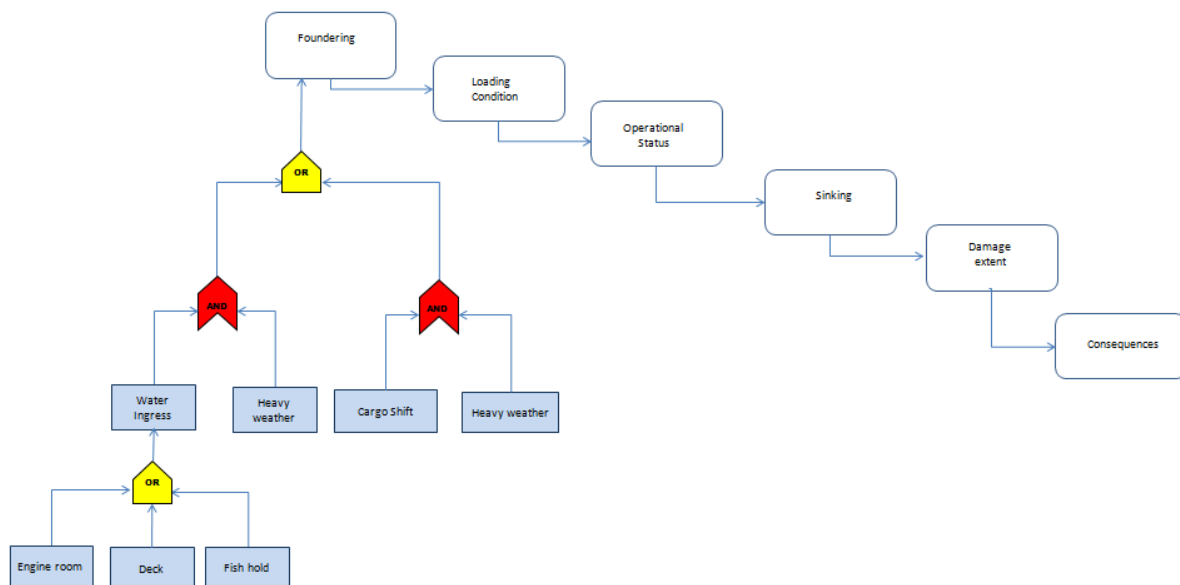 Foundering
Loading
Condition
Operational
Status
Sinking
Damage
extent
Consequences
OR
AND
AND
Water
Ingress
Heavy
weather
Cargo Shift
Heavy weather
OR
Engine room
Deck
Fish hold